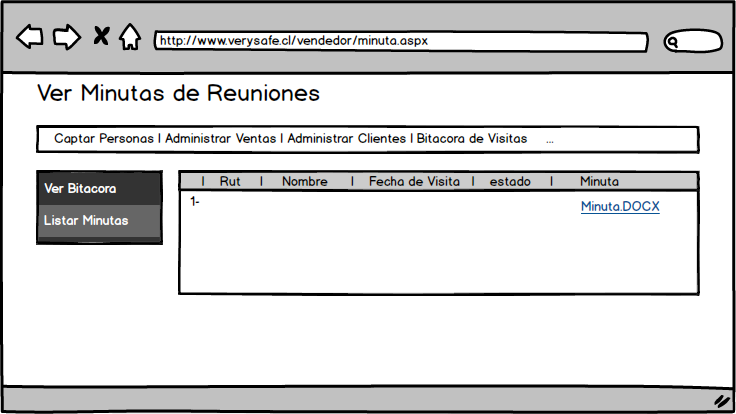 http://www.verysafe.cl/vendedor/minuta.aspx
Ver Minutas de Reuniones
Captar Personas | Administrar Ventas | Administrar Clientes | Bitacora de Visitas ...
Ver Bitacora
Listar Minutas
| Rut | Nombre | Fecha de Visita | estado | Minuta
1-
Minuta.DOCX